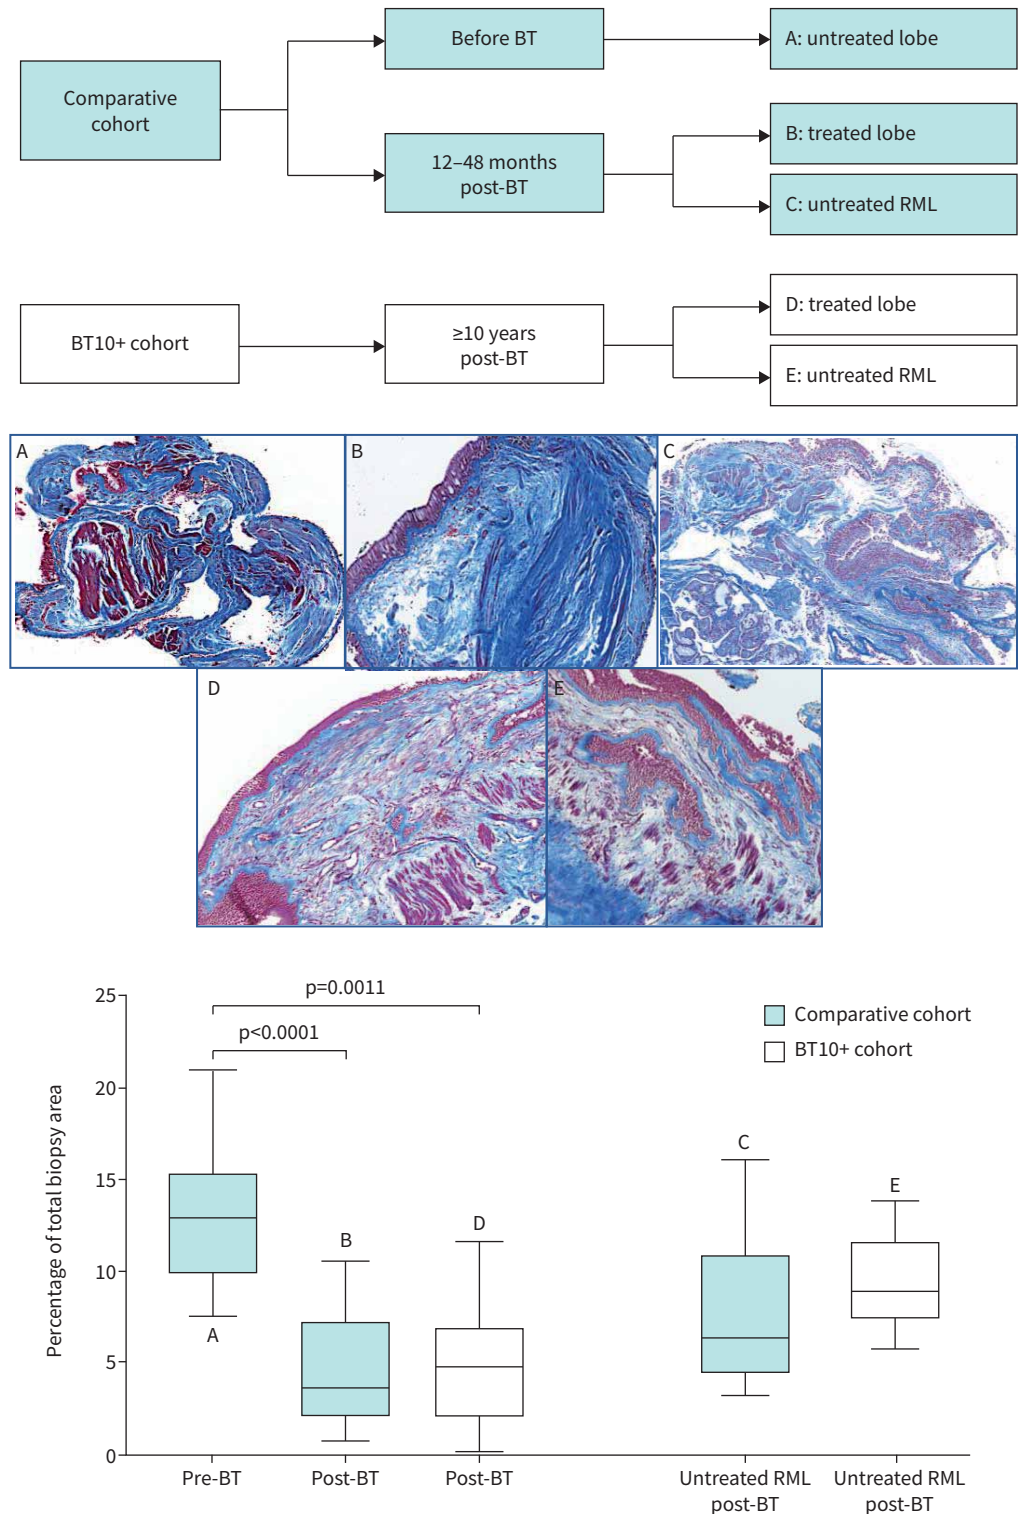 Comparative
cohort
Before BT
A: untreated lobe
12–48 months
post-BT
B: treated lobe
C: untreated RML
BT10+ cohort
≥10 years
post-BT
D: treated lobe
E: untreated RML
A
B
C
D
E
25
20
15
10
5
0
Percentage of total biopsy area
p=0.0011
p<0.0001
Comparative cohort
BT10+ cohort
A
B
D
C
E
Pre-BT
Post-BT
Post-BT
Untreated RML
post-BT
Untreated RML
post-BT